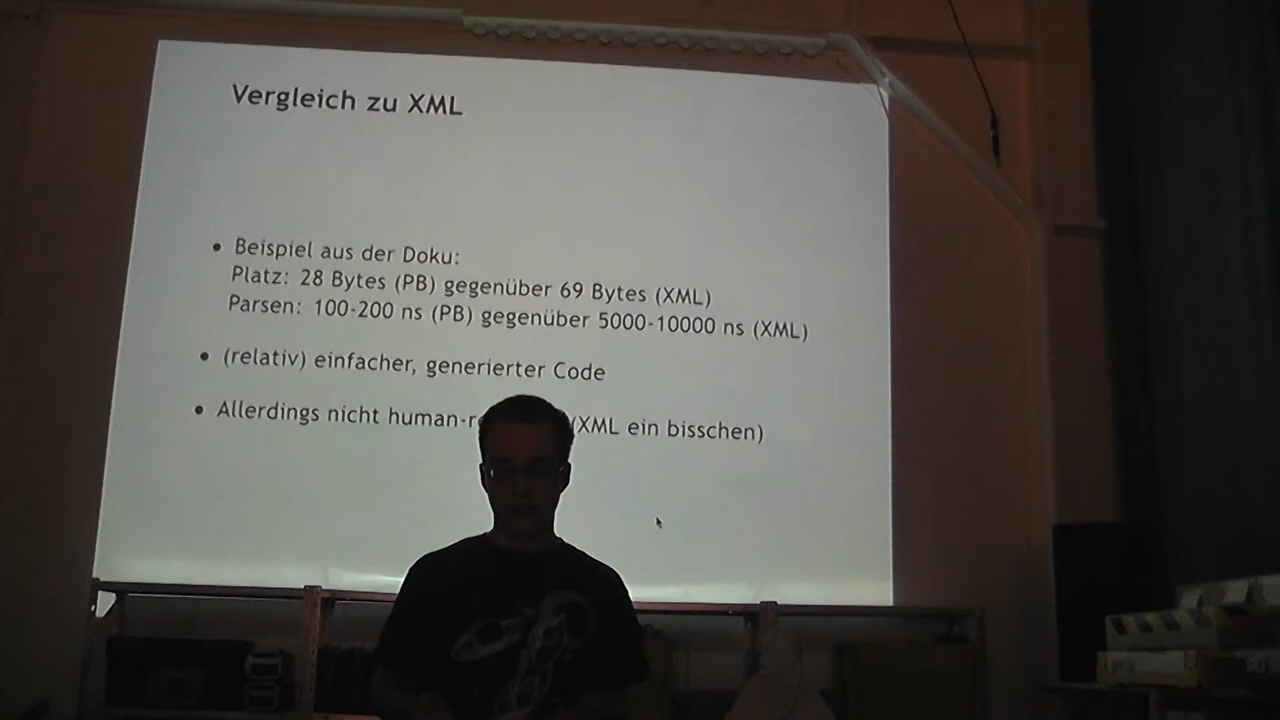 Vergleich zu XML
• Beispiel aus der Doku:
Platz: 28 Bytes (PB) gegenüber 69 Bytes (XML)
Parsen: 100-200 ns (PB) gegenüber 5000-10000 ns (XML)
• (relativ) einfacher, generierter Code
• Allerdings nicht (XML ein bisschen)